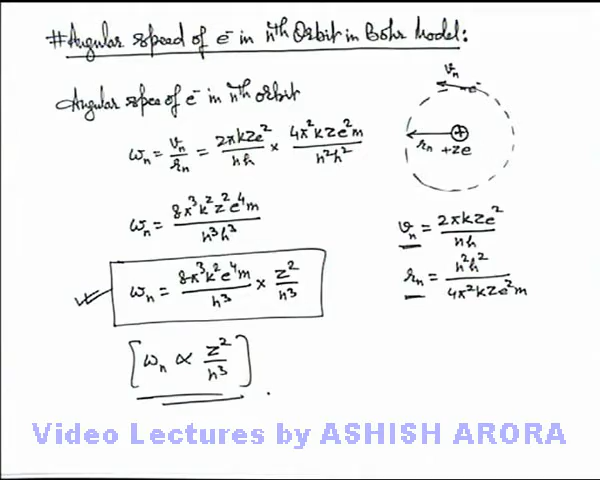 #Angular speed of e⁻ in nth Orbit in Bohr Model:
Angular spee of e⁻ in nth orbit
vₙ
e⁻
rₙ
+
+ze
ωₙ = vₙ/rₙ = 2πkze²/nh × 4π²kze²m/n²h²
ωₙ = 8π³k²z²e⁴m/n³h³
ωₙ = 8π³k²e⁴m/h³ × z²/n³
[ωₙ ∝ z²/n³]
vₙ = 2πkze²/nh
rₙ = n²h²/4π²kze²m
Video Lectures by ASHISH ARORA